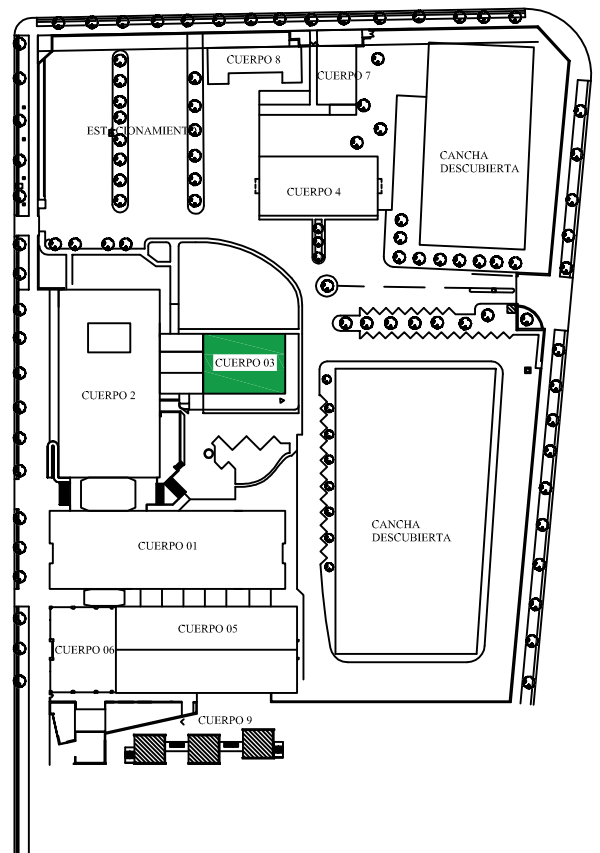 CUERPO 8
CUERPO 7
ESTACIONAMIENTO
CANCHA
DESCUBIERTA
CUERPO 4
CUERPO 03
CUERPO 2
CANCHA
DESCUBIERTA
CUERPO 01
CUERPO 05
CUERPO 06
CUERPO 9